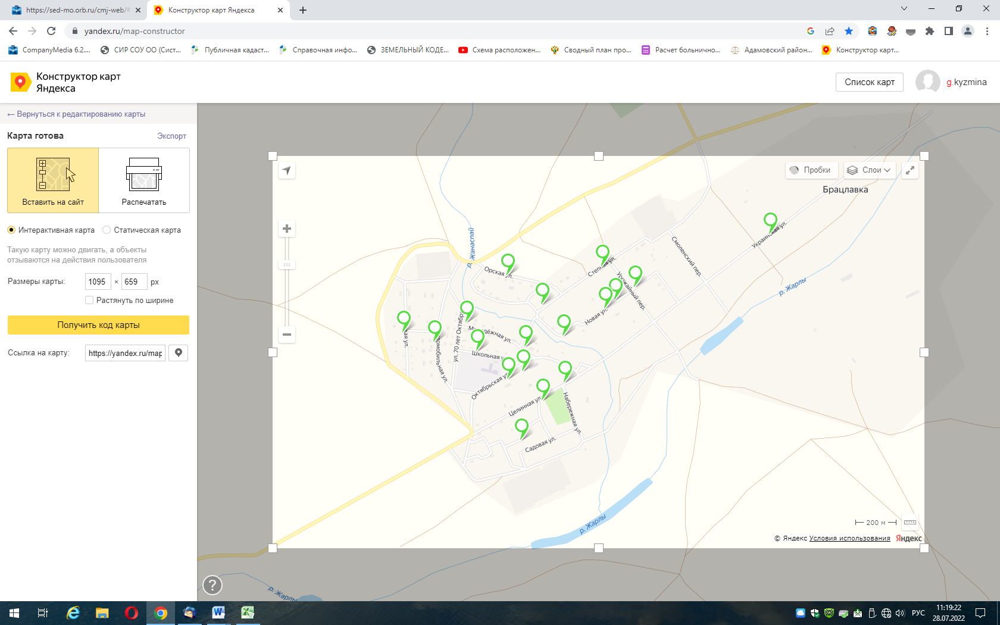 https://sed-mo.orb.ru/cmj-web/
Конструктор карт Яндекса
yandex.ru/map-constructor
CompanyMedia 6.2....
СИР СОУ ОО (Сист...
Публичная кадаст...
Справочная инфо...
ЗЕМЕЛЬНЫЙ КОДЕ...
Схема расположен...
Сводный план про...
Расчет больнично...
Адамовский район...
Конструктор карт...
Конструктор карт
Яндекса
Список карт
g.kyzmina
← Вернуться к редактированию карты
Карта готова
Экспорт
Вставить на сайт
Распечатать
Интерактивная карта
Статическая карта
Такую карту можно двигать, а объекты
отзываются на действия пользователя
Размеры карты: 1095 × 659 px
Растянуть по ширине
Получить код карты
Ссылка на карту: https://yandex.ru/map
Пробки
Слои
Брацлавка
Украинская ул.
р. Жанаспай
Смоленский пер.
Степная ул.
Орская ул.
Урожайный пер.
р. Жарлы
Новая ул.
ул. 70 лет Октября
Молодёжная ул.
кая ул.
томобильная ул.
Школьная у
Октябрьская ул
Целинная ул.
Набережная ул.
Садовая ул.
р. Жарлы
200 м
© Яндекс Условия использования Яндекс
р. Жарлы
?
РУС
11:19:22
28.07.2022